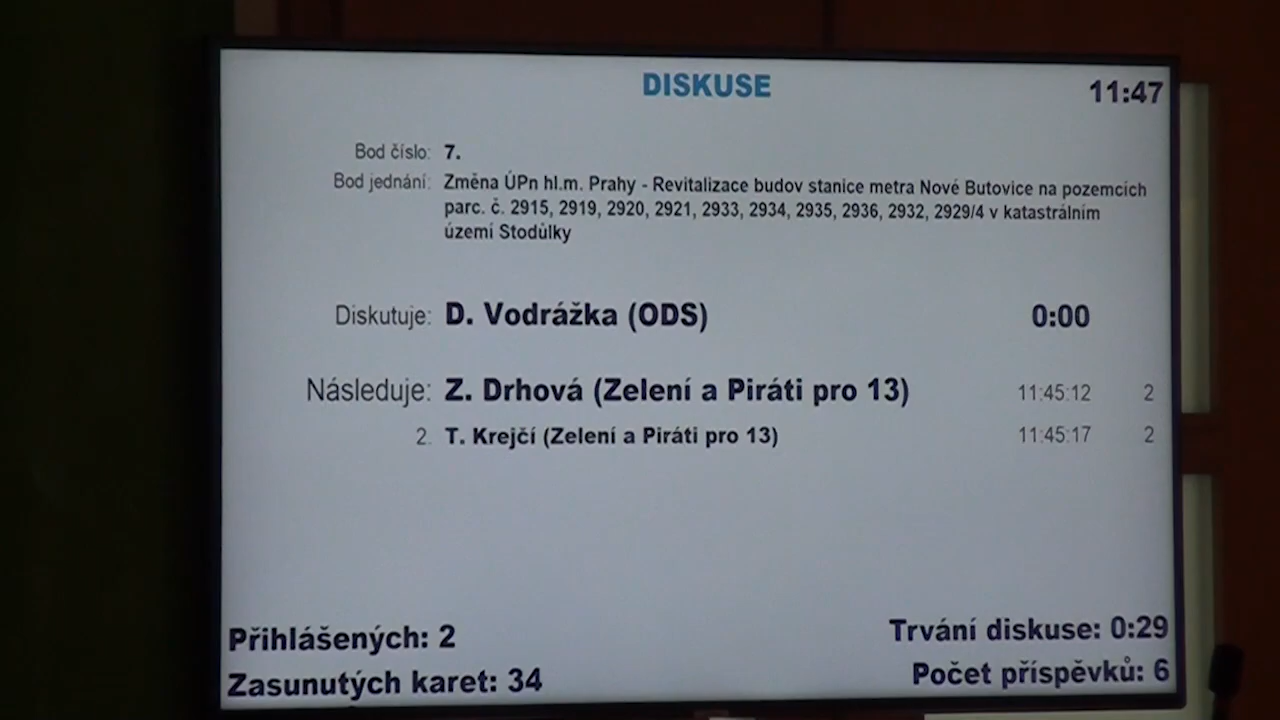 DISKUSE
11:47
Bod číslo: 7.
Bod jednání: Změna ÚPn hl.m. Prahy - Revitalizace budov stanice metra Nové Butovice na pozemcích
parc. č. 2915, 2919, 2920, 2921, 2933, 2934, 2935, 2936, 2932, 2929/4 v katastrálním
území Stodůlky
Diskutuje: D. Vodrážka (ODS) 0:00
Následuje: Z. Drhová (Zelení a Piráti pro 13) 11:45:12 2
2. T. Krejčí (Zelení a Piráti pro 13) 11:45:17 2
Přihlášených: 2
Trvání diskuse: 0:29
Zasunutých karet: 34
Počet příspěvků: 6